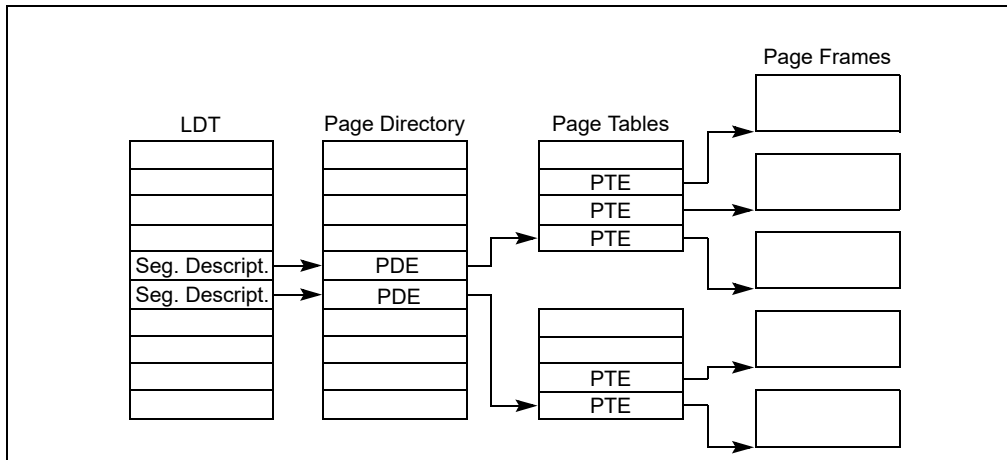 Page Frames
LDT
Page Directory
Page Tables
PTE
PTE
PTE
Seg. Descript.
PDE
Seg. Descript.
PDE
PTE
PTE